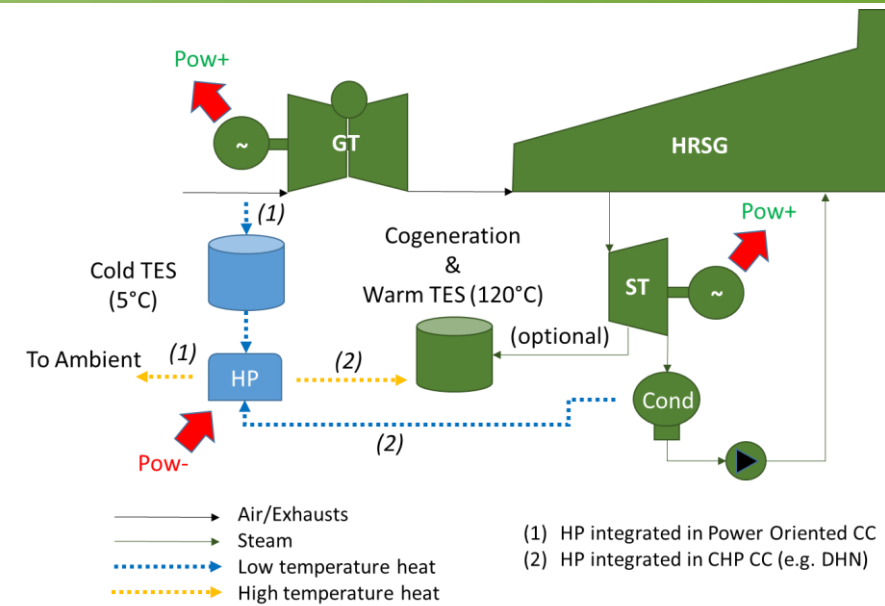 Pow+
~
GT
HRSG
(1)
Cold TES
(5°C)
Cogeneration
&
Warm TES (120°C)
Pow+
ST
~
(optional)
To Ambient
(1)
HP
(2)
Cond
(2)
Pow-
Air/Exhausts
Steam
Low temperature heat
High temperature heat
(1) HP integrated in Power Oriented CC
(2) HP integrated in CHP CC (e.g. DHN)